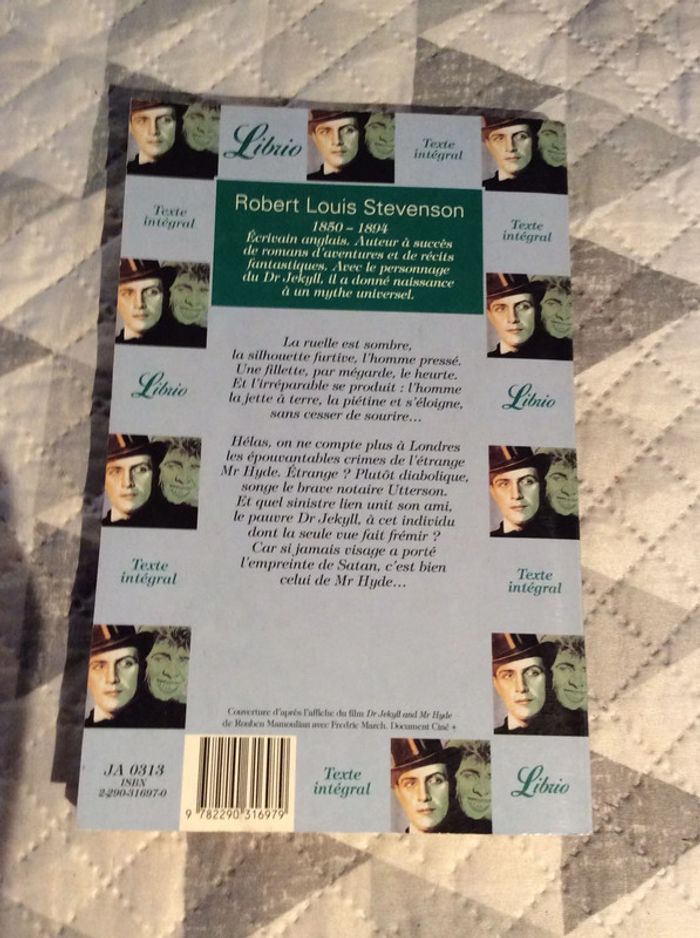 Librio
Texte
intégral
Texte
intégral
Robert Louis Stevenson
1850 – 1894
Écrivain anglais. Auteur à succès
de romans d'aventures et de récits
fantastiques. Avec le personnage
du Dr Jekyll, il a donné naissance
à un mythe universel.
Texte
intégral
La ruelle est sombre,
la silhouette furtive, l'homme pressé.
Une fillette, par mégarde, le heurte.
Et l'irréparable se produit : l'homme
la jette à terre, la piétine et s'éloigne,
sans cesser de sourire…
Librio
Librio
Hélas, on ne compte plus à Londres
les épouvantables crimes de l'étrange
Mr Hyde. Étrange ? Plutôt diabolique,
songe le brave notaire Utterson.
Et quel sinistre lien unit son ami,
le pauvre Dr Jekyll, à cet individu
dont la seule vue fait frémir ?
Car si jamais visage a porté
l'empreinte de Satan, c'est bien
celui de Mr Hyde…
Texte
intégral
Texte
intégral
Couverture d'après l'affiche du film Dr Jekyll and Mr Hyde
de Rouben Mamoulian avec Fredric March. Document Ciné +
JA 0313
ISBN
2-290-31697-0
9 782290 316979
Texte
intégral
Librio